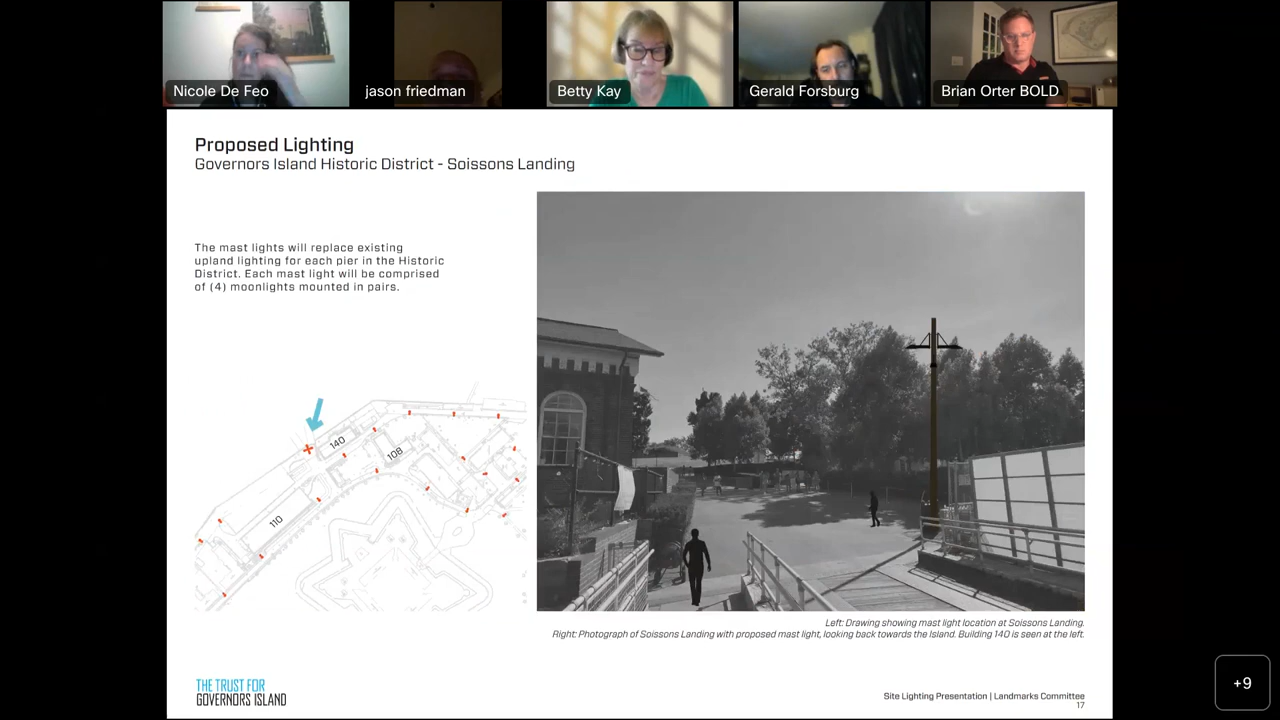 Nicole De Feo
jason friedman
Betty Kay
Gerald Forsburg
Brian Orter BOLD
Proposed Lighting
Governors Island Historic District - Soissons Landing
The mast lights will replace existing
upland lighting for each pier in the Historic
District. Each mast light will be comprised
of (4) moonlights mounted in pairs.
140
108
110
Left: Drawing showing mast light location at Soissons Landing.
Right: Photograph of Soissons Landing with proposed mast light, looking back towards the Island. Building 140 is seen at the left.
THE TRUST FOR
GOVERNORS ISLAND
Site Lighting Presentation | Landmarks Committee
17
+9